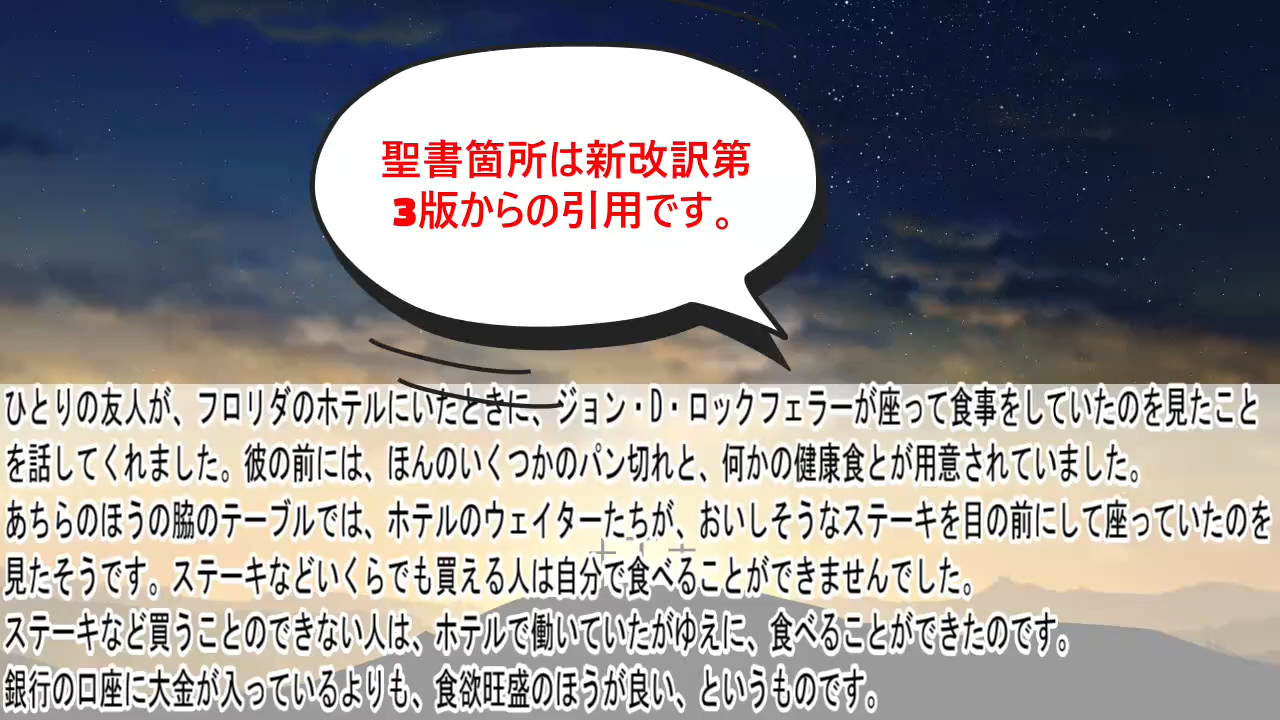 聖書箇所は新改訳第
3版からの引用です。
ひとりの友人が、フロリダのホテルにいたときに、ジョン・D・ロックフェラーが座って食事をしていたのを見たこと
を話してくれました。彼の前には、ほんのいくつかのパン切れと、何かの健康食とが用意されていました。
あちらのほうの脇のテーブルでは、ホテルのウェイターたちが、おいしそうなステーキを目の前にして座っていたのを
見たそうです。ステーキなどいくらでも買える人は自分で食べることができませんでした。
ステーキなど買うことのできない人は、ホテルで働いていたがゆえに、食べることができたのです。
銀行の口座に大金が入っているよりも、食欲旺盛のほうが良い、というものです。